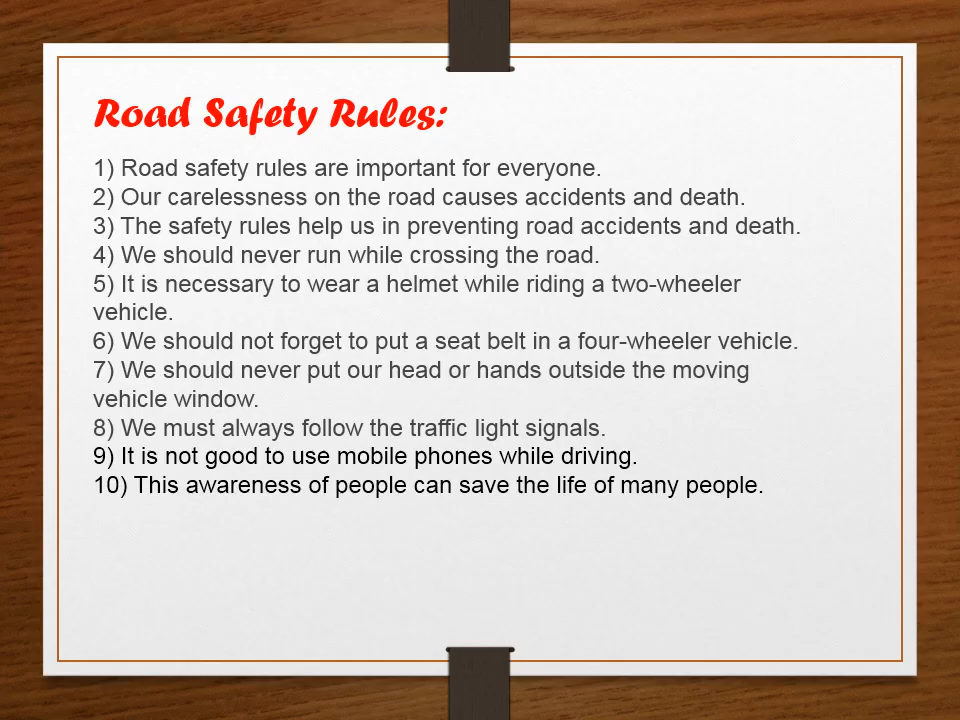 Road Safety Rules:
1) Road safety rules are important for everyone.
2) Our carelessness on the road causes accidents and death.
3) The safety rules help us in preventing road accidents and death.
4) We should never run while crossing the road.
5) It is necessary to wear a helmet while riding a two-wheeler
vehicle.
6) We should not forget to put a seat belt in a four-wheeler vehicle.
7) We should never put our head or hands outside the moving
vehicle window.
8) We must always follow the traffic light signals.
9) It is not good to use mobile phones while driving.
10) This awareness of people can save the life of many people.